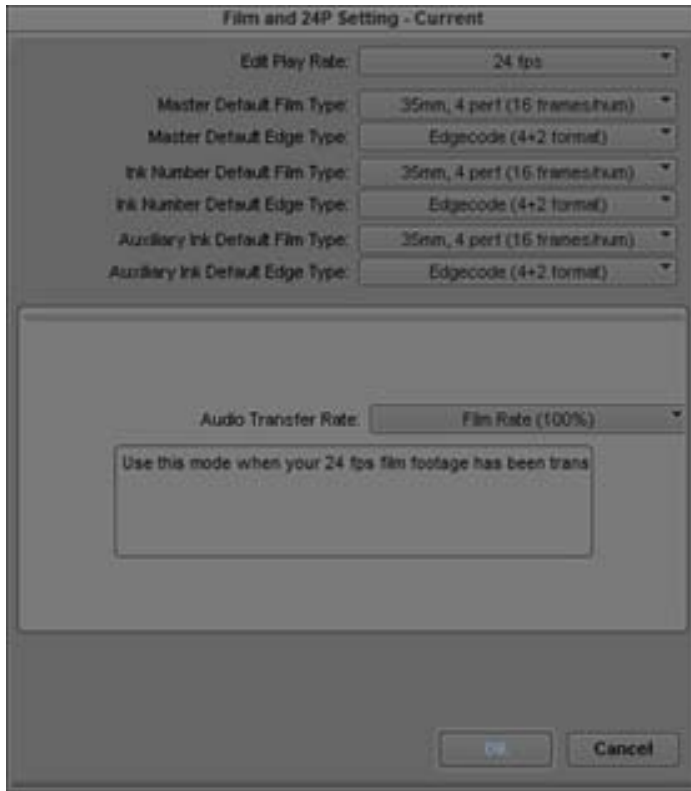 Film and 24P Setting - Current
Edit Play Rate: 24 fps
Master Default Film Type: 35mm, 4 perf (16 frames/num)
Master Default Edge Type: Edgecode (4+2 format)
Ink Number Default Film Type: 35mm, 4 perf (16 frames/num)
Ink Number Default Edge Type: Edgecode (4+2 format)
Auxiliary Ink Default Film Type: 35mm, 4 perf (16 frames/num)
Auxiliary Ink Default Edge Type: Edgecode (4+2 format)
Audio Transfer Rate: Film Rate (100%)
Use this mode when your 24 fps film footage has been trans
OK Cancel